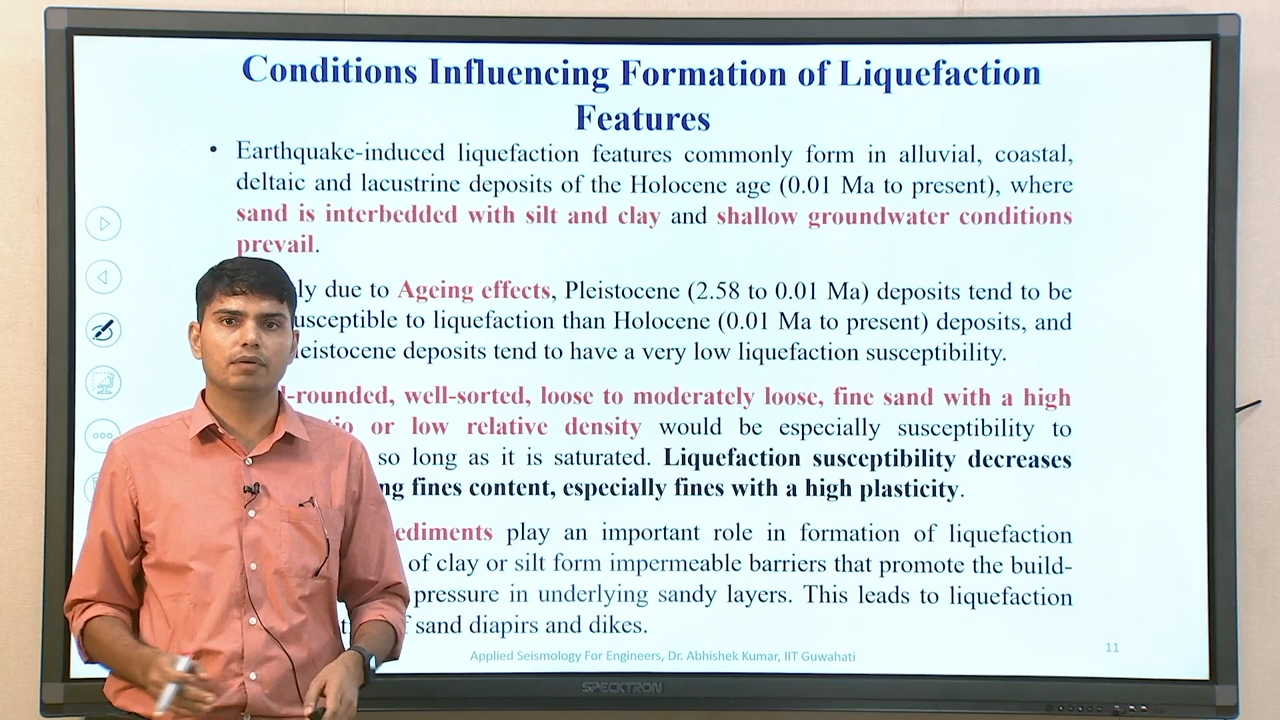 Conditions Influencing Formation of Liquefaction
Features
• Earthquake-induced liquefaction features commonly form in alluvial, coastal,
deltaic and lacustrine deposits of the Holocene age (0.01 Ma to present), where
sand is interbedded with silt and clay and shallow groundwater conditions
prevail.
due to Ageing effects, Pleistocene (2.58 to 0.01 Ma) deposits tend to be
susceptible to liquefaction than Holocene (0.01 Ma to present) deposits, and
deposits tend to have a very low liquefaction susceptibility.
-rounded, well-sorted, loose to moderately loose, fine sand with a high
or low relative density would be especially susceptibility to
so long as it is saturated. Liquefaction susceptibility decreases
fines content, especially fines with a high plasticity.
play an important role in formation of liquefaction
of clay or silt form impermeable barriers that promote the build-
pressure in underlying sandy layers. This leads to liquefaction
sand diapirs and dikes.
Applied Seismology For Engineers, Dr. Abhishek Kumar, IIT Guwahati
11
SPECKTRON